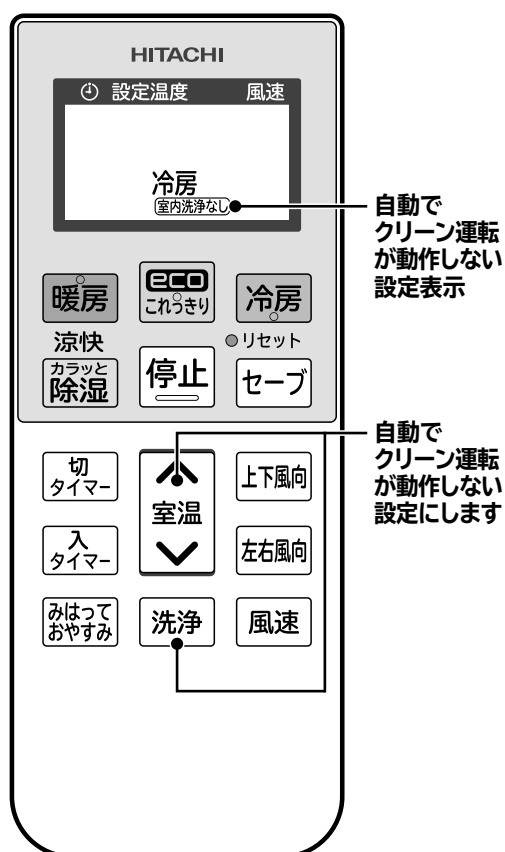 HITACHI
設定温度 風速
冷房
室内洗浄なし
自動で
クリーン運転
が動作しない
設定表示
暖房
eco
これっきり
冷房
涼快
カラッと
除湿
停止
リセット
セーブ
自動で
クリーン運転
が動作しない
設定にします
切
タイマー
室温
上下風向
入
タイマー
左右風向
みはって
おやすみ
洗浄
風速